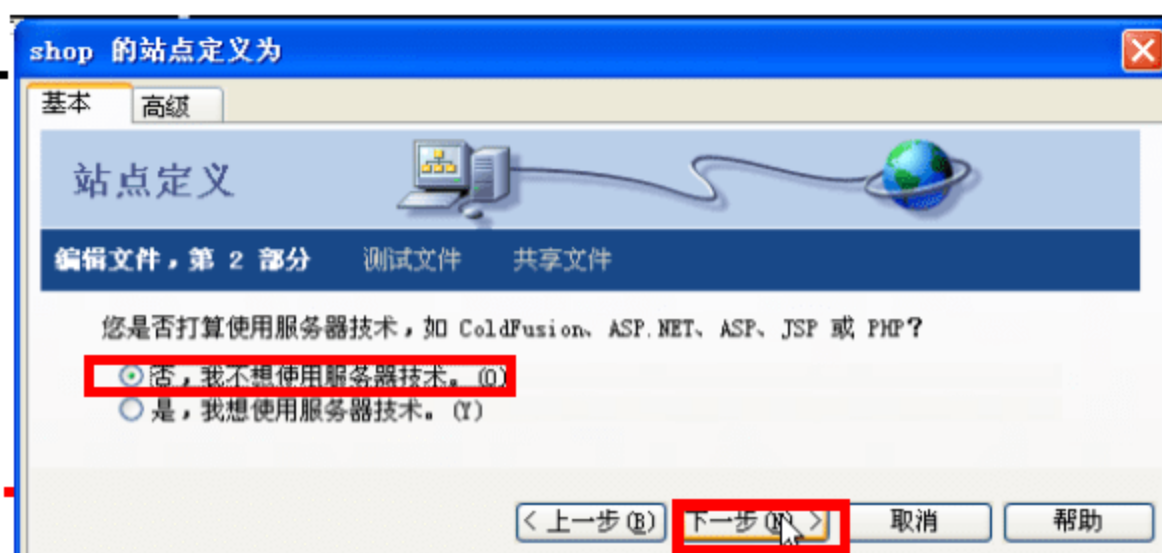 shop 的站点定义为
基本 高级
站点定义
编辑文件，第 2 部分 测试文件 共享文件
您是否打算使用服务器技术，如 ColdFusion、ASP.NET、ASP、JSP 或 PHP?
否，我不想使用服务器技术。(O)
是，我想使用服务器技术。(Y)
< 上一步(B) 下一步(N) > 取消 帮助